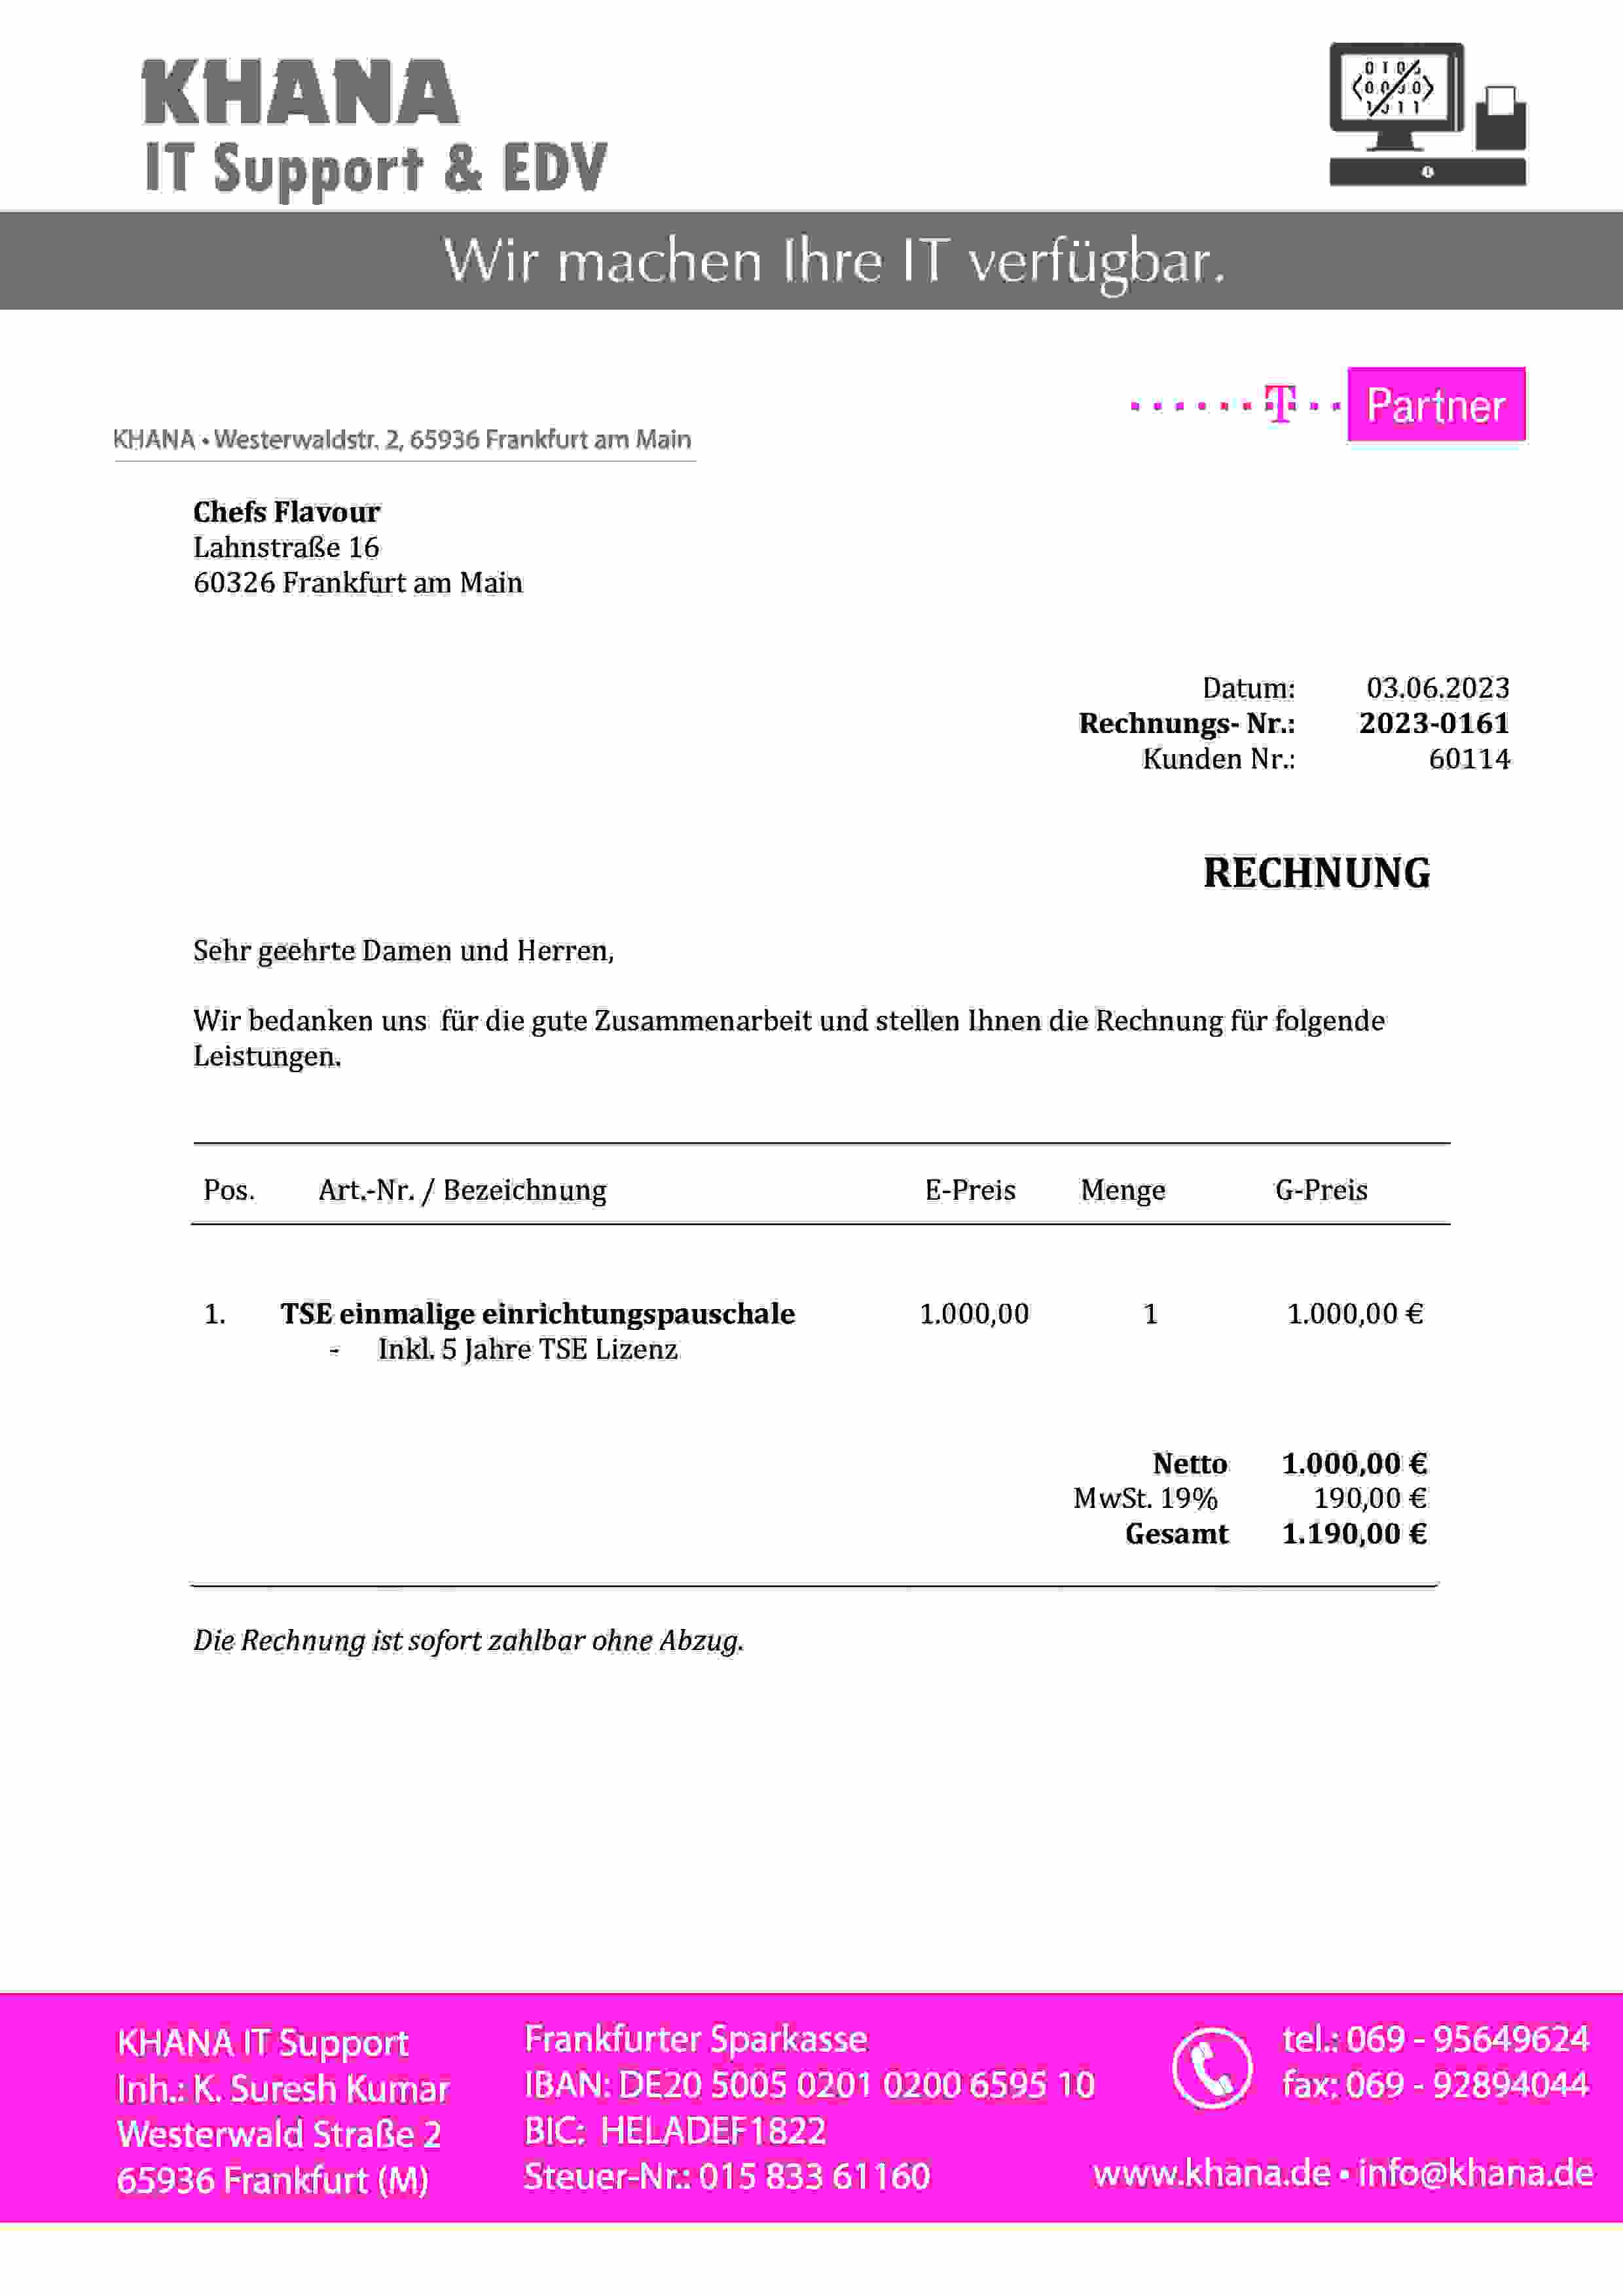 KHANA
IT Support & EDV
Wir machen Ihre IT verfügbar.
T Partner
KHANA • Westerwaldstr. 2, 65936 Frankfurt am Main
Chefs Flavour
Lahnstraße 16
60326 Frankfurt am Main
Datum: 03.06.2023
Rechnungs- Nr.: 2023-0161
Kunden Nr.: 60114
RECHNUNG
Sehr geehrte Damen und Herren,
Wir bedanken uns für die gute Zusammenarbeit und stellen Ihnen die Rechnung für folgende
Leistungen.
Pos. Art.-Nr. / Bezeichnung E-Preis Menge G-Preis
1. TSE einmalige einrichtungspauschale 1.000,00 1 1.000,00 €
- Inkl. 5 Jahre TSE Lizenz
Netto 1.000,00 €
MwSt. 19% 190,00 €
Gesamt 1.190,00 €
Die Rechnung ist sofort zahlbar ohne Abzug.
KHANA IT Support
Inh.: K. Suresh Kumar
Westerwald Straße 2
65936 Frankfurt (M)
Frankfurter Sparkasse
IBAN: DE20 5005 0201 0200 6595 10
BIC: HELADEF1822
Steuer-Nr.: 015 833 61160
tel.: 069 - 95649624
fax: 069 - 92894044
www.khana.de • info@khana.de